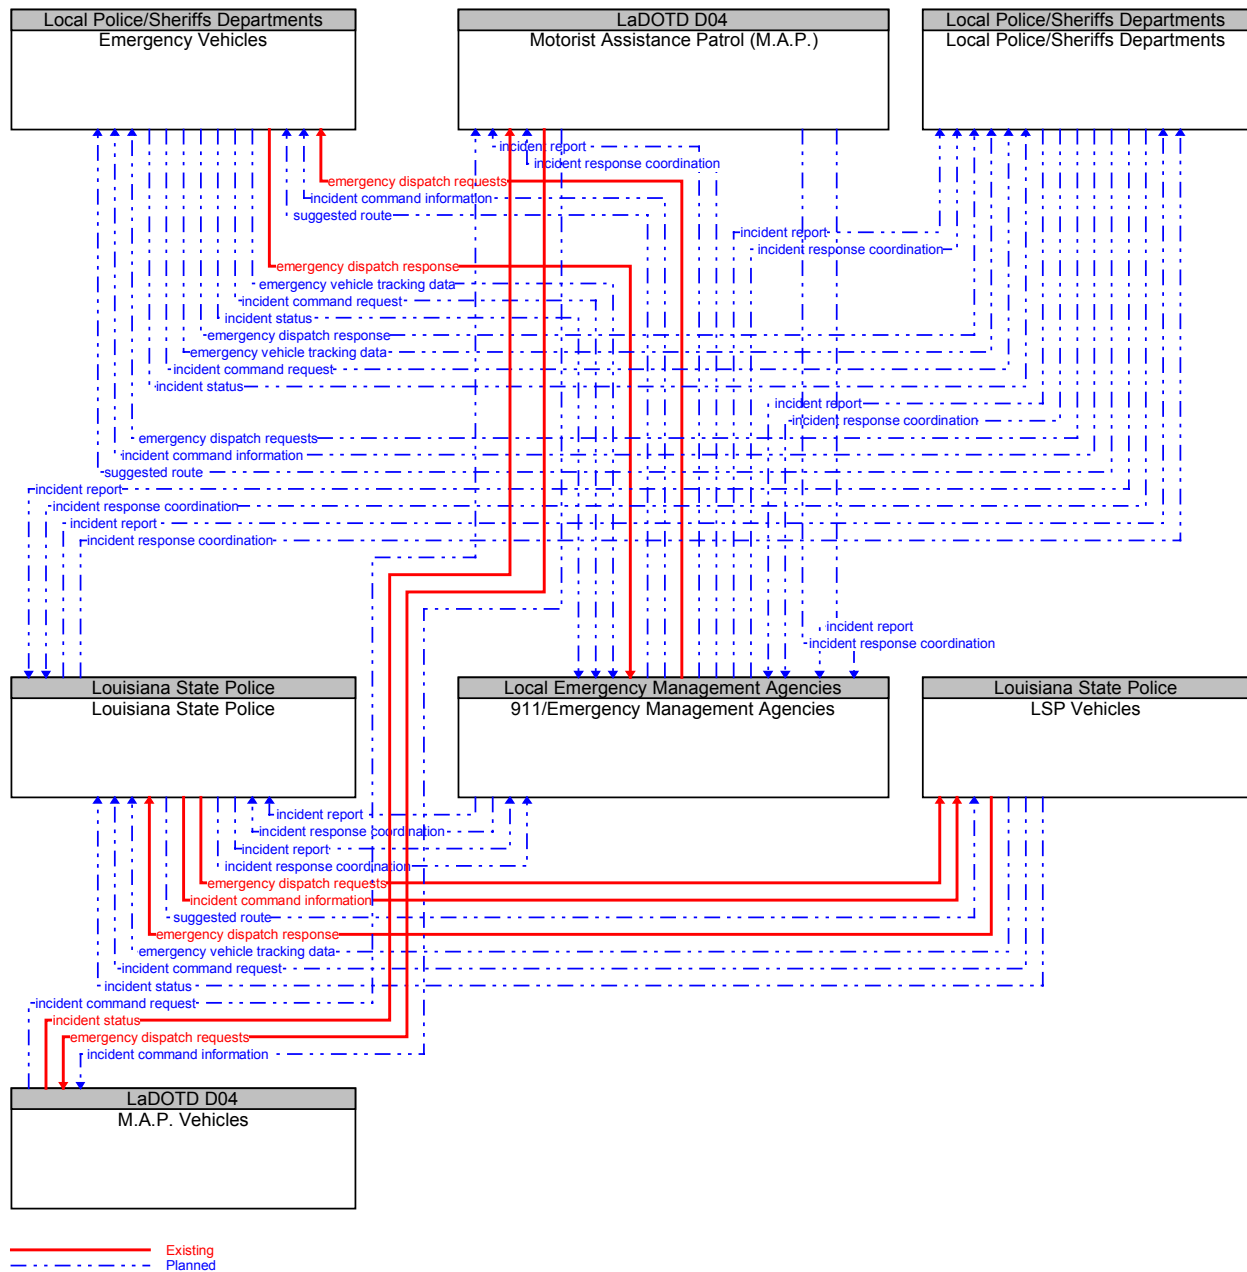 Local Police/Sheriffs Departments
Emergency Vehicles
LaDOTD D04
Motorist Assistance Patrol (M.A.P.)
Local Police/Sheriffs Departments
Local Police/Sheriffs Departments
incident report
incident response coordination
emergency dispatch requests
incident command information
suggested route
incident report
incident response coordination
emergency dispatch response
emergency vehicle tracking data
incident command request
incident status
emergency dispatch response
emergency vehicle tracking data
incident command request
incident status
incident report
incident response coordination
emergency dispatch requests
incident command information
suggested route
incident report
incident response coordination
incident report
incident response coordination
incident report
incident response coordination
Louisiana State Police
Louisiana State Police
Local Emergency Management Agencies
911/Emergency Management Agencies
Louisiana State Police
LSP Vehicles
incident report
incident response coordination
incident report
incident response coordination
emergency dispatch requests
incident command information
suggested route
emergency dispatch response
emergency vehicle tracking data
incident command request
incident status
incident command request
incident status
emergency dispatch requests
incident command information
LaDOTD D04
M.A.P. Vehicles
Existing
Planned